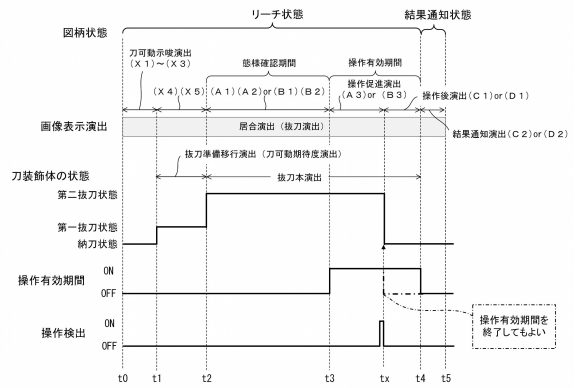 リーチ状態
結果通知状態
図柄状態
刀可動示唆演出
(X1)～(X3)
態様確認期間
操作有効期間
(X4)(X5)
(A1)(A2)or(B1)(B2)
操作促進演出
(A3)or(B3)
操作後演出(C1)or(D1)
画像表示演出
居合演出(抜刀演出)
結果通知演出(C2)or(D2)
抜刀準備移行演出(刀可動期待度演出)
刀装飾体の状態
抜刀本演出
第二抜刀状態
第一抜刀状態
納刀状態
操作有効期間
ON
OFF
操作有効期間を
終了してもよい
操作検出
ON
OFF
t0 t1 t2 t3 tx t4 t5